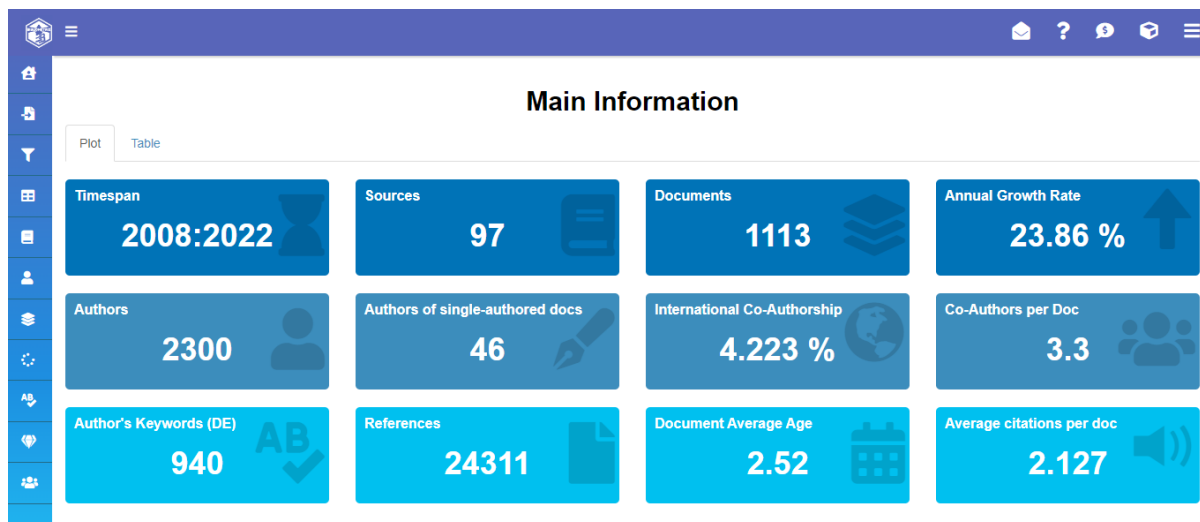 Main Information
Plot
Table
Timespan
2008:2022
Sources
97
Documents
1113
Annual Growth Rate
23.86 %
Authors
2300
Authors of single-authored docs
46
International Co-Authorship
4.223 %
Co-Authors per Doc
3.3
Author's Keywords (DE)
940
References
24311
Document Average Age
2.52
Average citations per doc
2.127
AB
AB